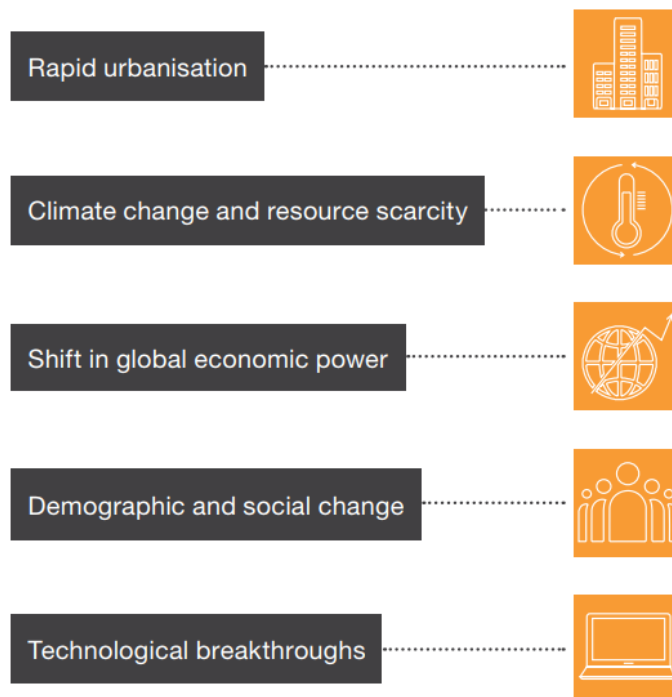 Rapid urbanisation
Climate change and resource scarcity
Shift in global economic power
Demographic and social change
Technological breakthroughs